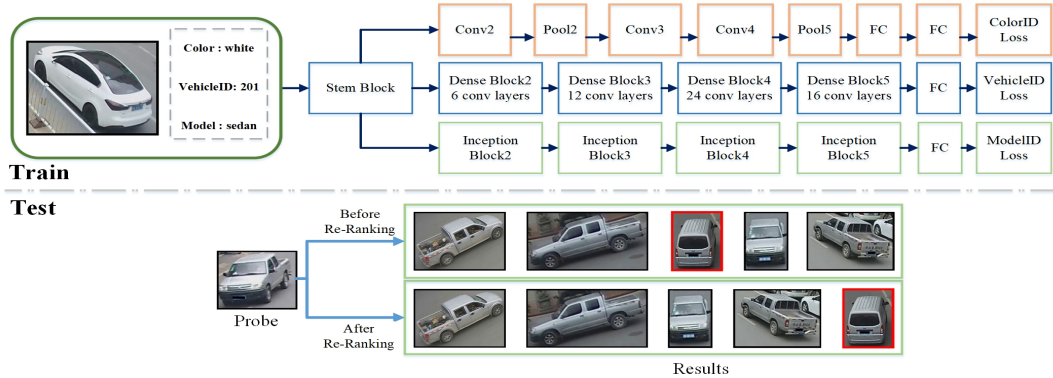 Color : white
VehicleID: 201
Model : sedan
Train
Stem Block
Conv2
Pool2
Conv3
Conv4
Pool5
FC
FC
ColorID
Loss
Dense Block2
6 conv layers
Dense Block3
12 conv layers
Dense Block4
24 conv layers
Dense Block5
16 conv layers
FC
VehicleID
Loss
Inception
Block2
Inception
Block3
Inception
Block4
Inception
Block5
FC
ModelID
Loss
Test
Probe
Before
Re-Ranking
After
Re-Ranking
Results